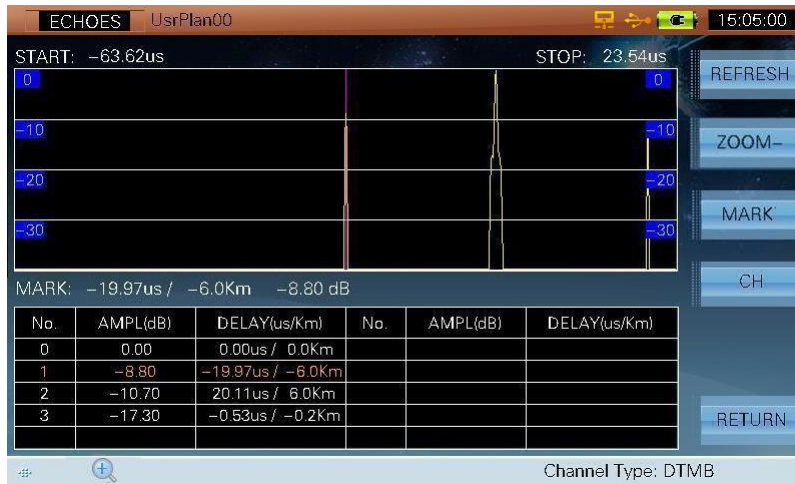 ECHOES UsrPlan00 15:05:00
START: -63.62us STOP: 23.54us
REFRESH
0 0
-10 -10
ZOOM-
-20 -20
MARK
-30 -30
CH
MARK: -19.97us / -6.0Km -8.80 dB
No. AMPL(dB) DELAY(us/Km) No. AMPL(dB) DELAY(us/Km)
0 0.00 0.00us / 0.0Km
1 -8.80 -19.97us / -6.0Km
2 -10.70 20.11us / 6.0Km
3 -17.30 -0.53us / -0.2Km
RETURN
Channel Type: DTMB